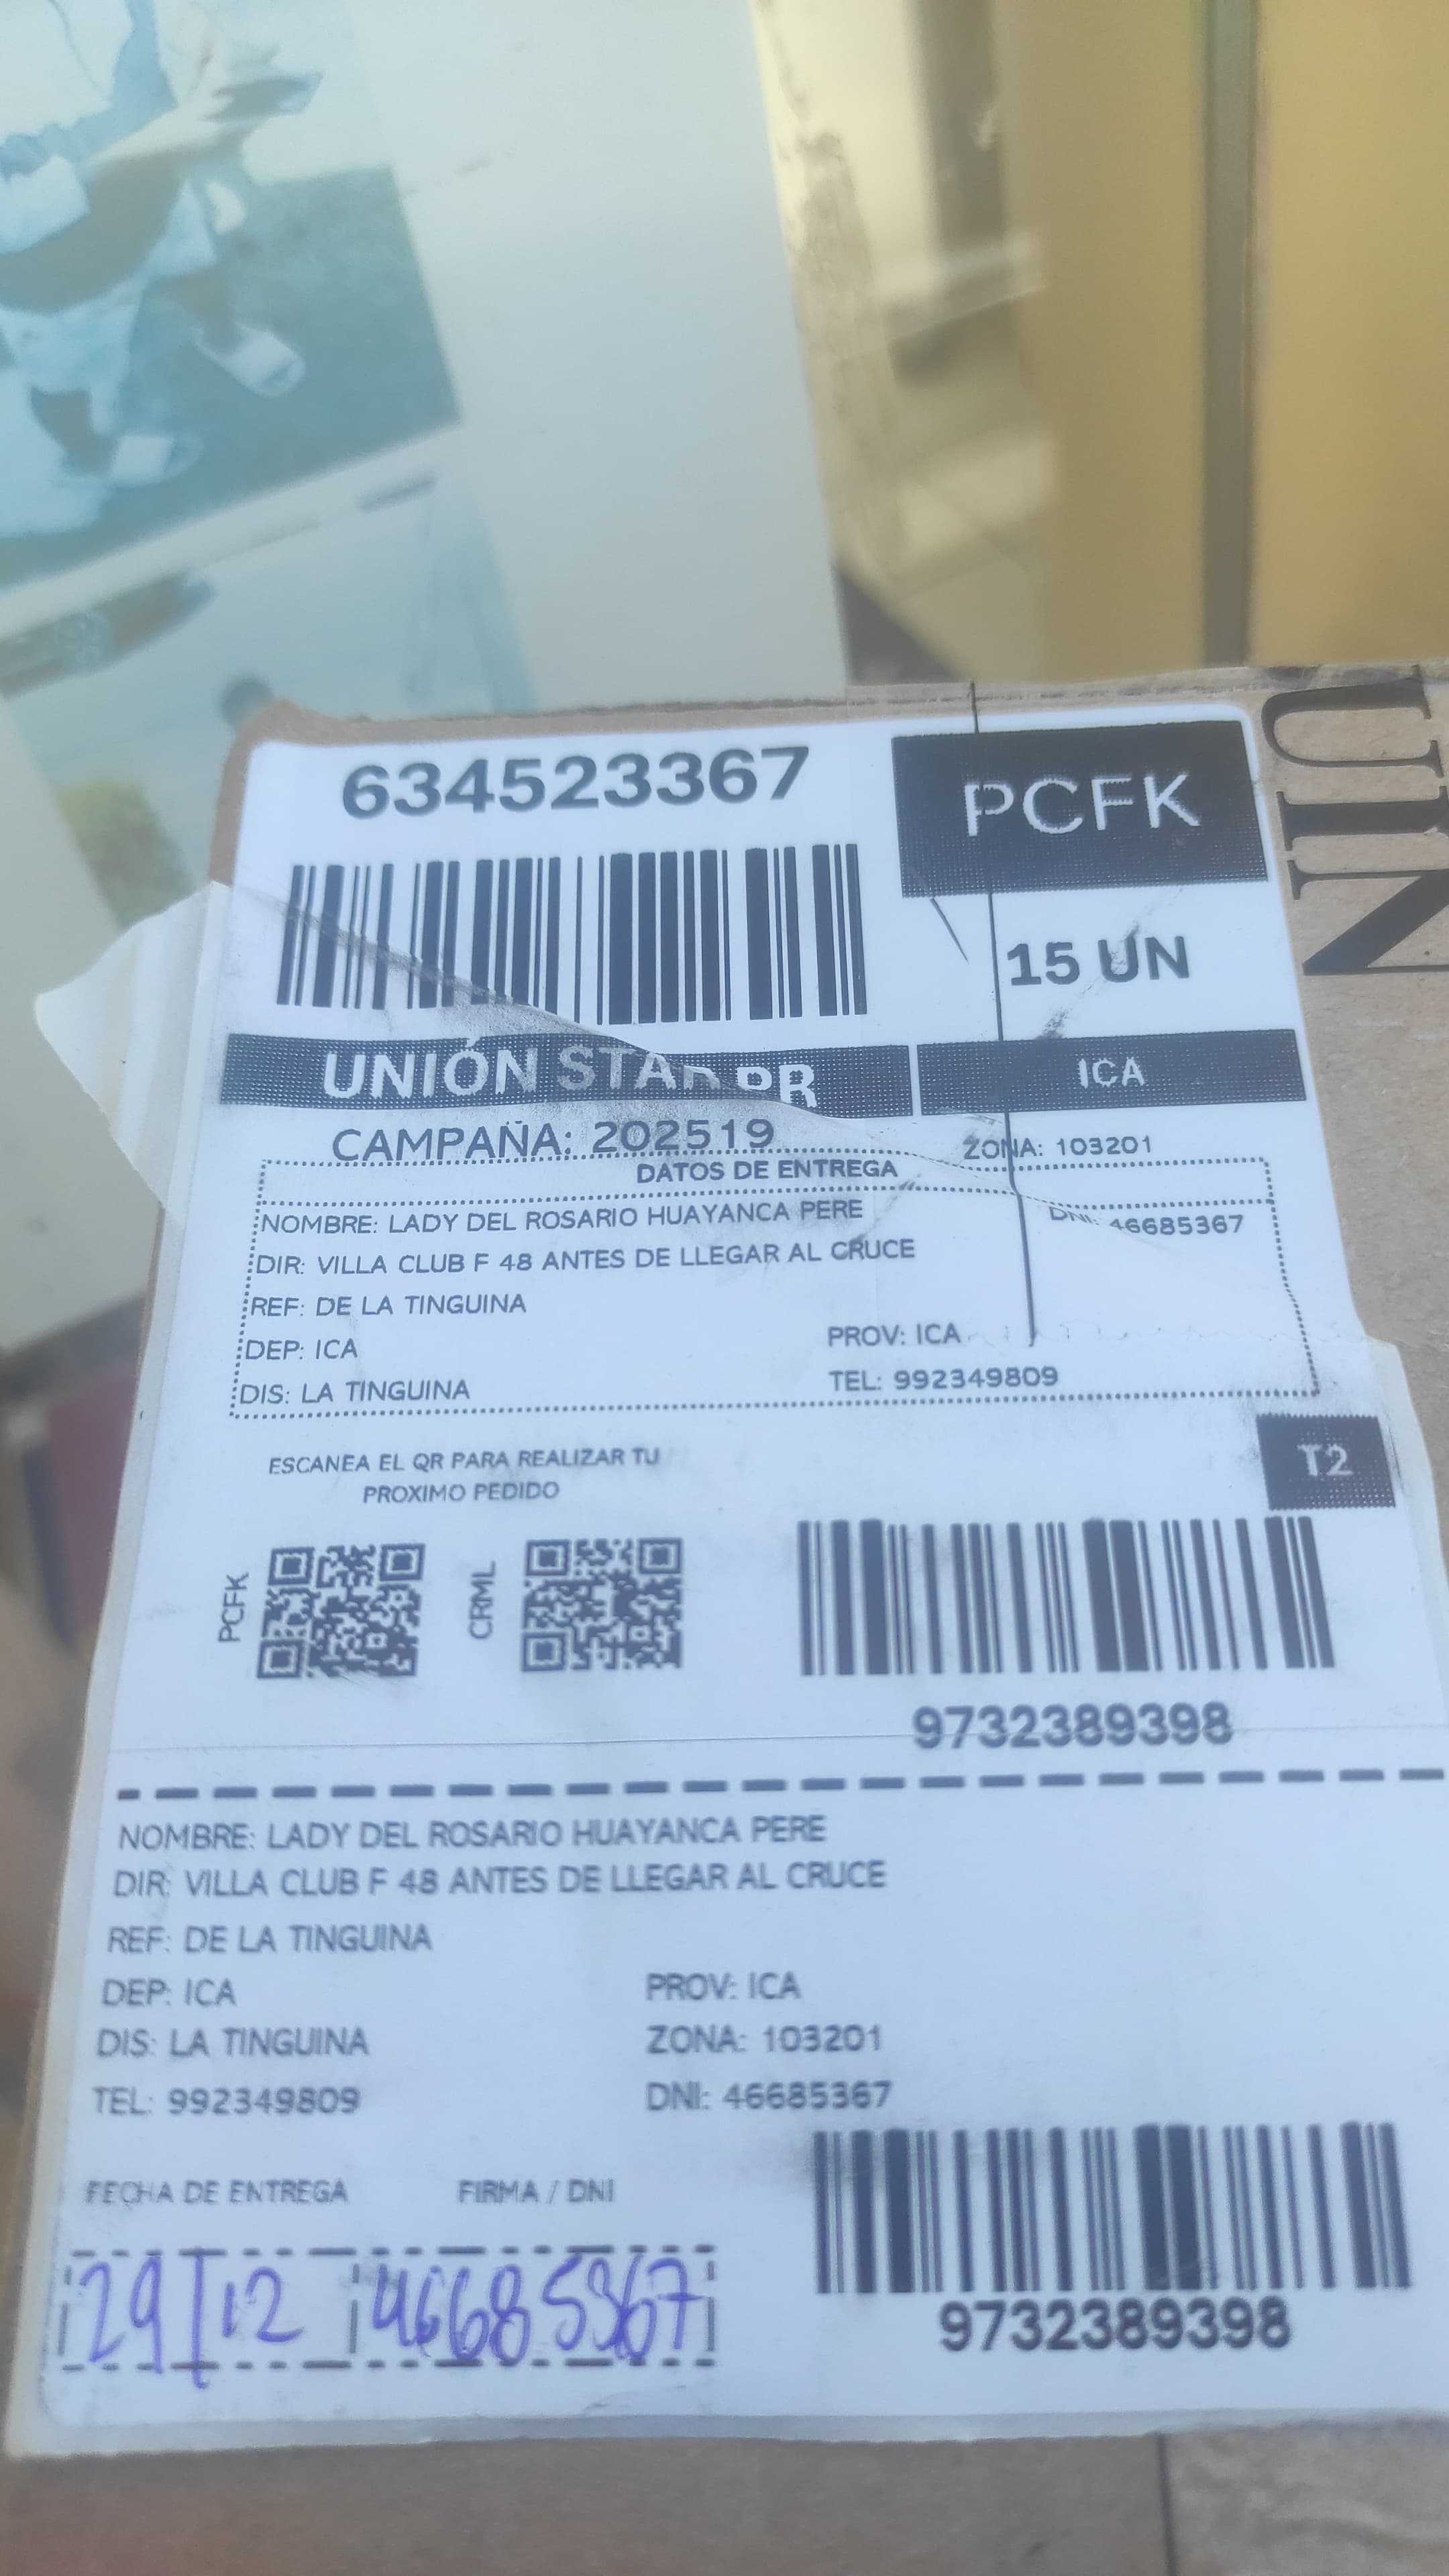 634523367
PCFK
15 UN
UNIÓN STAR PR
ICA
CAMPAÑA: 202519
ZONA: 103201
DATOS DE ENTREGA
NOMBRE: LADY DEL ROSARIO HUAYANCA PERE
DNI: 46685367
DIR: VILLA CLUB F 48 ANTES DE LLEGAR AL CRUCE
REF: DE LA TINGUINA
DEP: ICA
PROV: ICA
DIS: LA TINGUINA
TEL: 992349809
ESCANEA EL QR PARA REALIZAR TU
PROXIMO PEDIDO
T2
PCFK
CRML
9732389398
NOMBRE: LADY DEL ROSARIO HUAYANCA PERE
DIR: VILLA CLUB F 48 ANTES DE LLEGAR AL CRUCE
REF: DE LA TINGUINA
DEP: ICA
PROV: ICA
DIS: LA TINGUINA
ZONA: 103201
TEL: 992349809
DNI: 46685367
FECHA DE ENTREGA
FIRMA / DNI
29/12
46685367
9732389398
UN